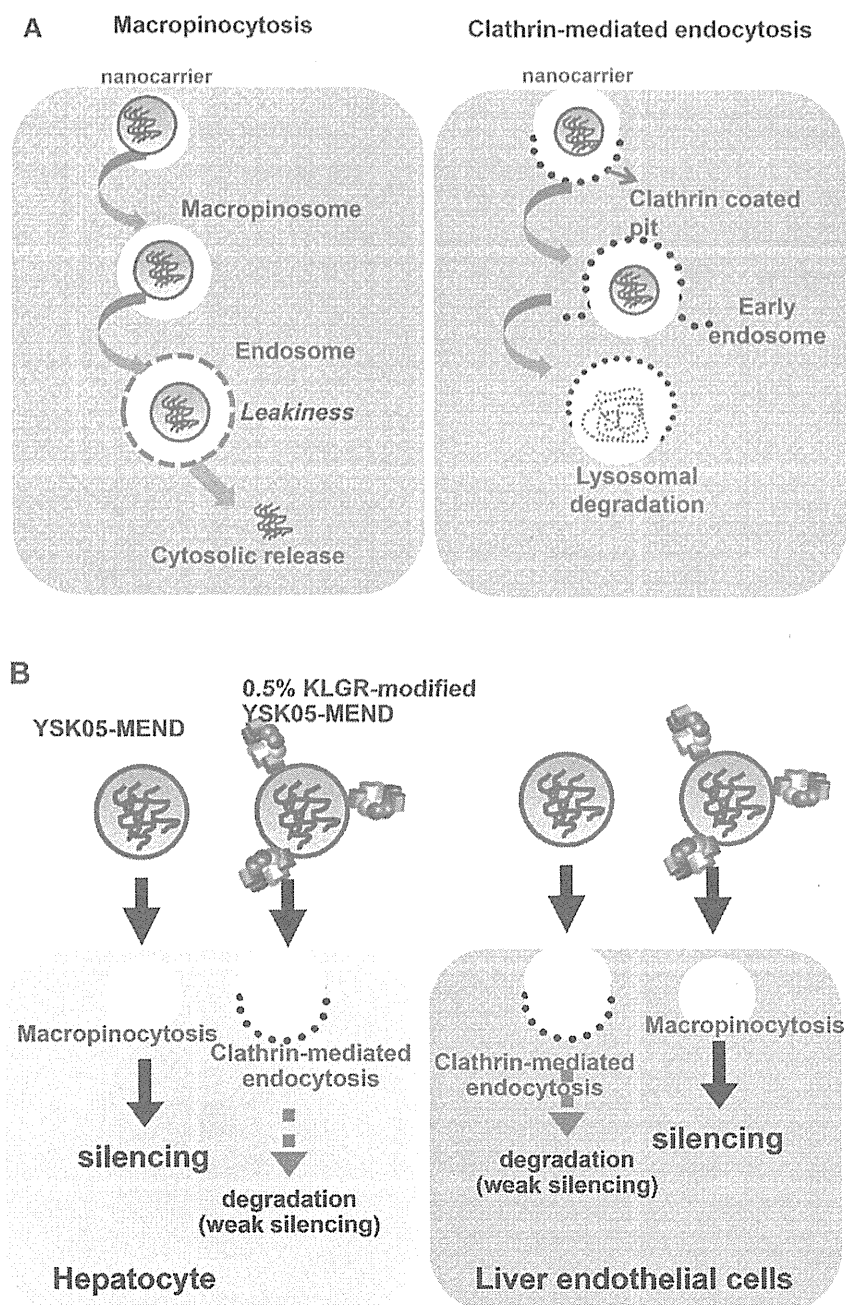 A
Macropinocytosis
Clathrin-mediated endocytosis
nanocarrier
nanocarrier
Macropinosome
Clathrin coated
pit
Endosome
Early
endosome
Leakiness
Lysosomal
degradation
Cytosolic release
B
0.5% KLGR-modified
YSK05-MEND
YSK05-MEND
Macropinocytosis
Clathrin-mediated
endocytosis
silencing
degradation
(weak silencing)
Hepatocyte
Clathrin-mediated
endocytosis
Macropinocytosis
degradation
(weak silencing)
silencing
Liver endothelial cells